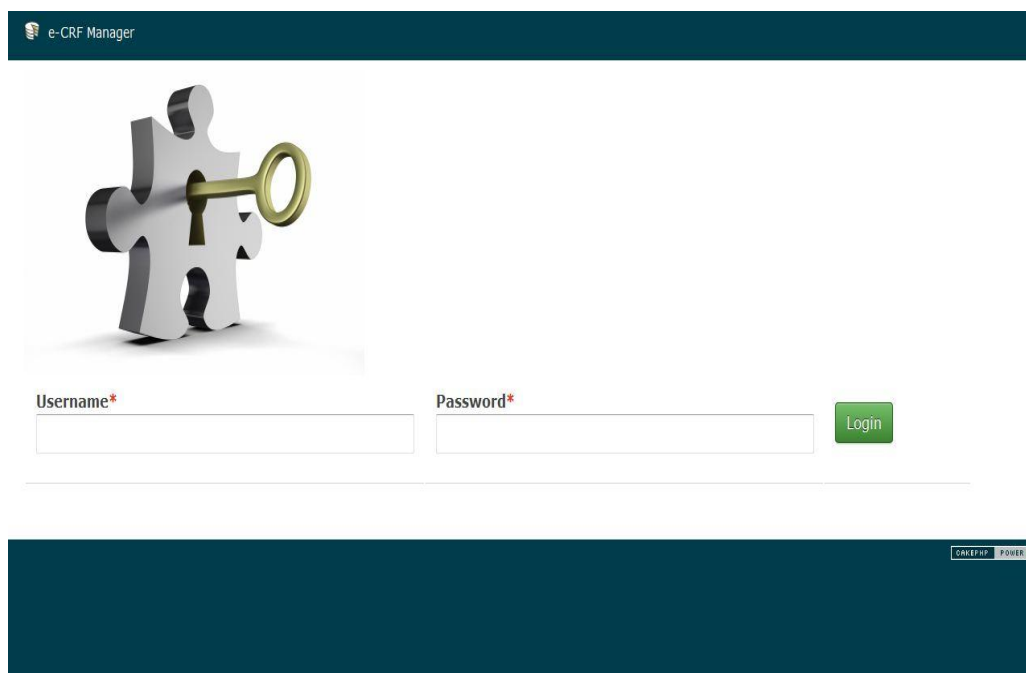 e-CRF Manager
Username*
Password*
Login
CAKEPHP POWER